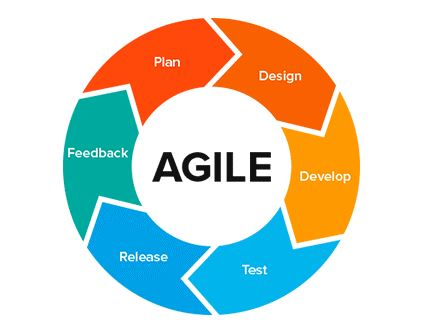 Plan
Design
Develop
Test
Release
Feedback
AGILE